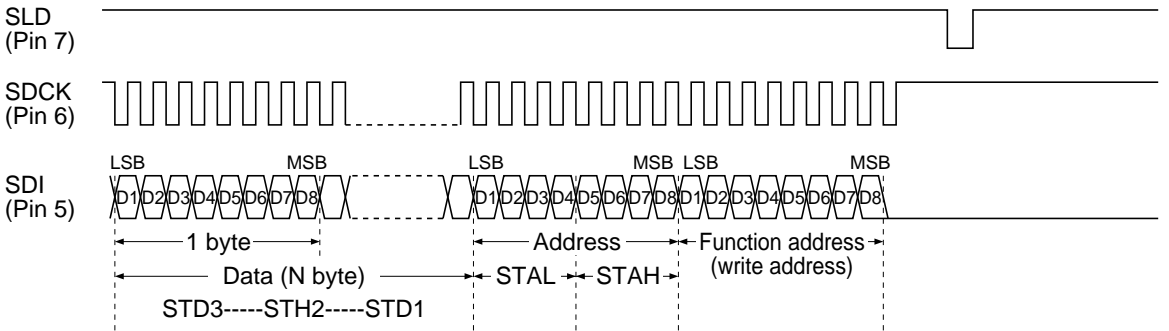 SLD
(Pin 7)
SDCK
(Pin 6)
LSB MSB LSB MSB LSB MSB
SDI
(Pin 5)
D1 D2 D3 D4 D5 D6 D7 D8 D1 D2 D3 D4 D5 D6 D7 D8 D1 D2 D3 D4 D5 D6 D7 D8
1 byte Address Function address
(write address)
Data (N byte) STAL STAH
STD3-----STH2-----STD1